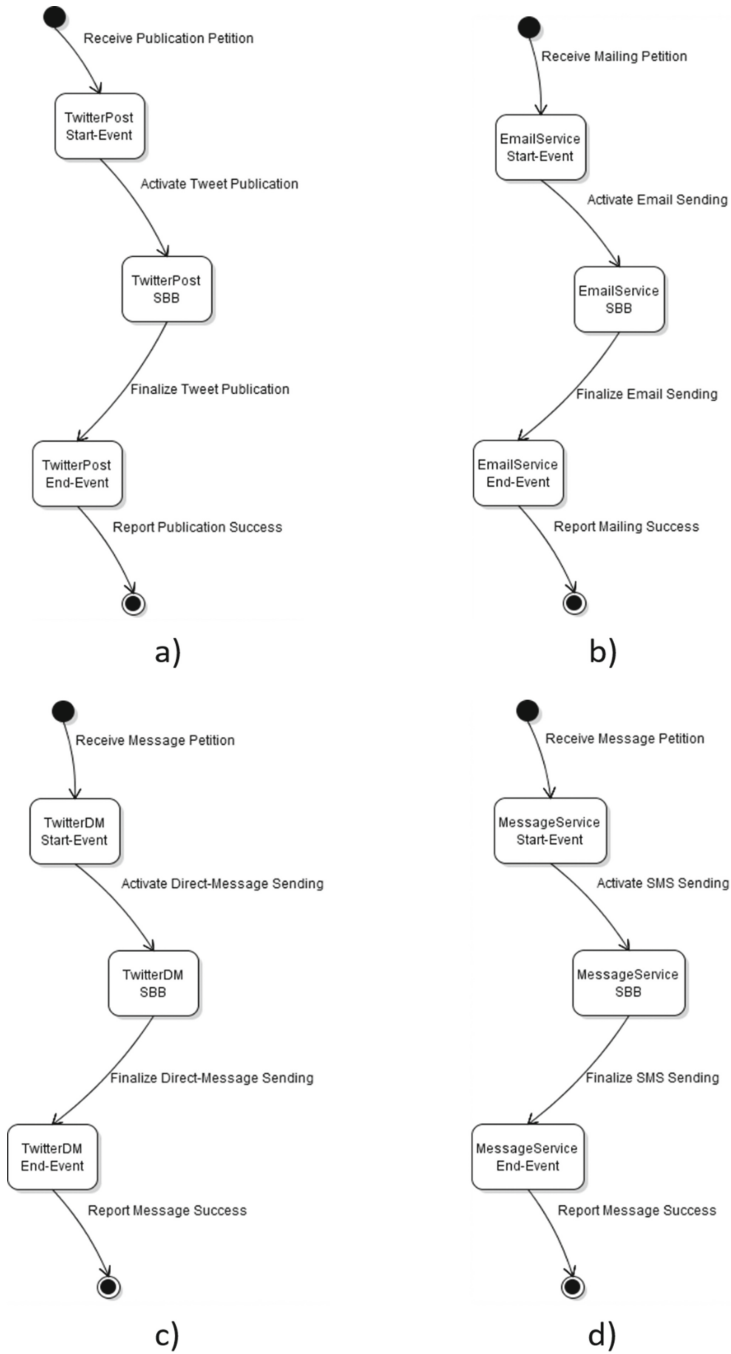 Receive Publication Petition
TwitterPost
Start-Event
Activate Tweet Publication
TwitterPost
SBB
Finalize Tweet Publication
TwitterPost
End-Event
Report Publication Success
a)
Receive Mailing Petition
EmailService
Start-Event
Activate Email Sending
EmailService
SBB
Finalize Email Sending
EmailService
End-Event
Report Mailing Success
b)
Receive Message Petition
TwitterDM
Start-Event
Activate Direct-Message Sending
TwitterDM
SBB
Finalize Direct-Message Sending
TwitterDM
End-Event
Report Message Success
c)
Receive Message Petition
MessageService
Start-Event
Activate SMS Sending
MessageService
SBB
Finalize SMS Sending
MessageService
End-Event
Report Message Success
d)